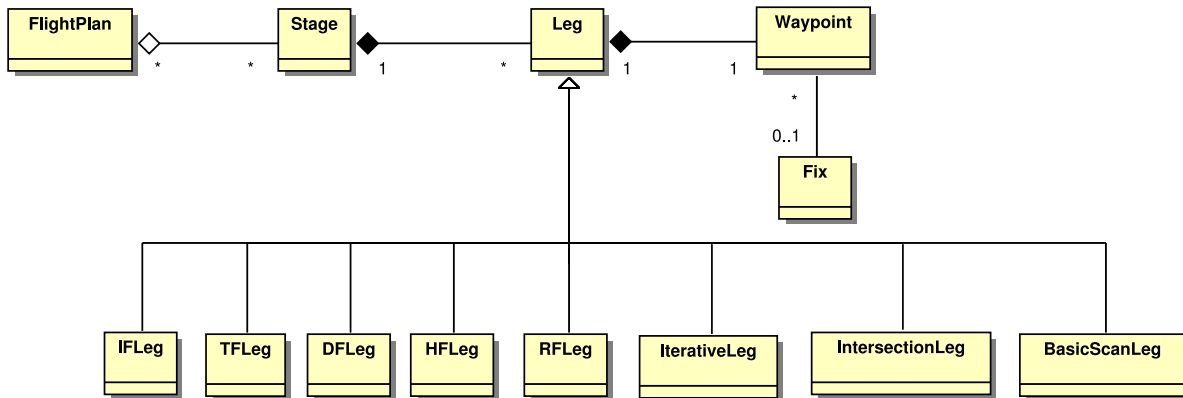 FlightPlan Stage Leg Waypoint
* * 1 * 1 1
*
0..1
Fix
IFLeg TFLeg DFLeg HFLeg RFLeg IterativeLeg IntersectionLeg BasicScanLeg